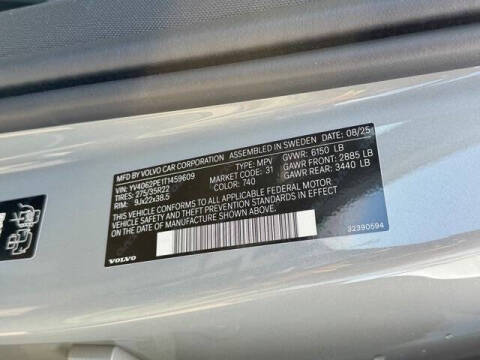 MFD. BY VOLVO CAR CORPORATION ASSEMBLED IN SWEDEN DATE: 08/25
VIN: YV4062PE1T1459609 TYPE: MPV GVWR: 6150 LB
TIRES: 275/35R22 MARKET CODE: 31 GAWR FRONT: 2885 LB
RIM: 9Jx22x38.5 COLOR: 740 GAWR REAR: 3440 LB
THIS VEHICLE CONFORMS TO ALL APPLICABLE FEDERAL MOTOR-
VEHICLE SAFETY, BUMPER AND THEFT PREVENTION STANDARDS IN EFFECT
ON THE DATE OF MANUFACTURE SHOWN ABOVE.
32390594
VOLVO